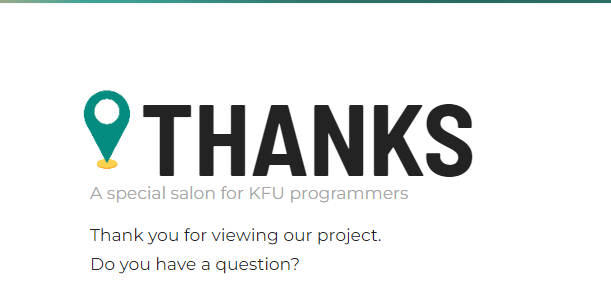 THANKS
A special salon for KFU programmers
Thank you for viewing our project.
Do you have a question?